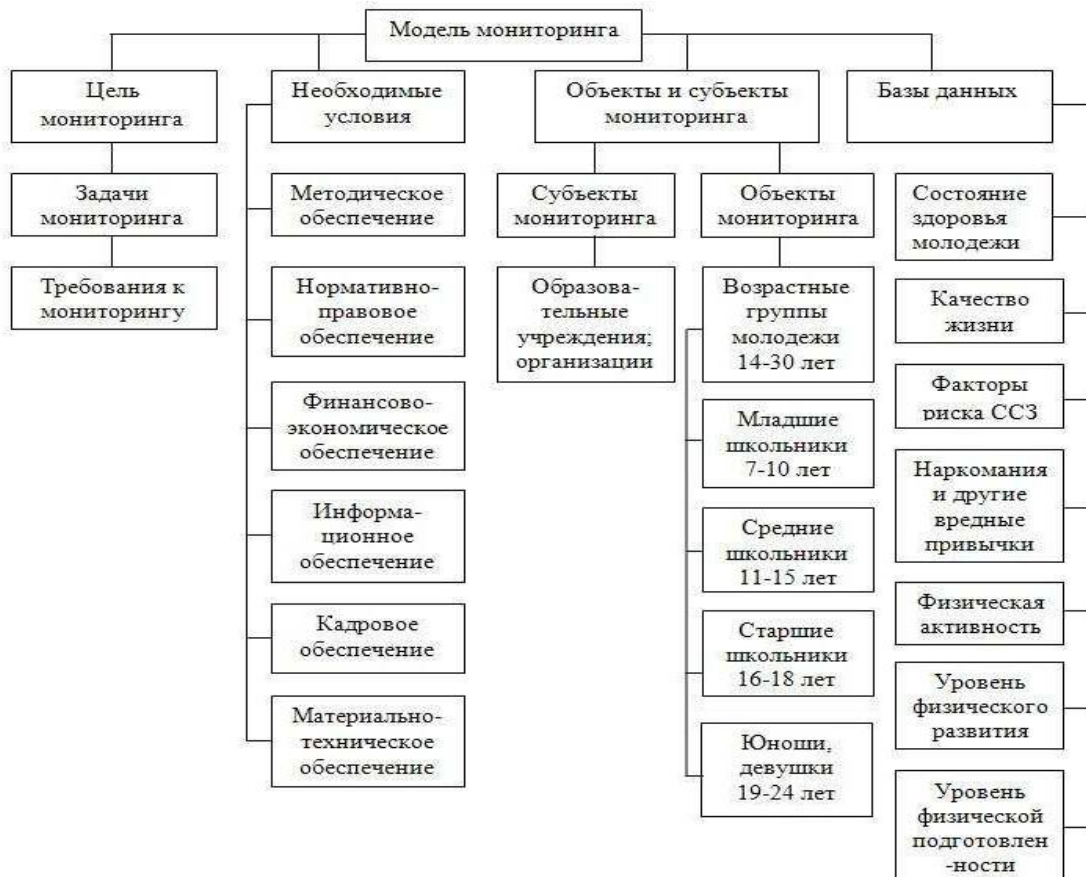 Модель мониторинга
Цель
мониторинга
Задачи
мониторинга
Требования к
мониторингу
Необходимые
условия
Методическое
обеспечение
Нормативно-
правовое
обеспечение
Финансово-
экономическое
обеспечение
Информа-
ционное
обеспечение
Кадровое
обеспечение
Материально-
техническое
обеспечение
Объекты и субъекты
мониторинга
Субъекты
мониторинга
Образова-
тельные
учреждения;
организации
Объекты
мониторинга
Возрастные
группы
молодежи
14-30 лет
Младшие
школьники
7-10 лет
Средние
школьники
11-15 лет
Старшие
школьники
16-18 лет
Юноши,
девушки
19-24 лет
Базы данных
Состояние
здоровья
молодежи
Качество
жизни
Факторы
риска ССЗ
Наркомания
и другие
вредные
привычки
Физическая
активность
Уровень
физического
развития
Уровень
физической
подготовлен
-ности